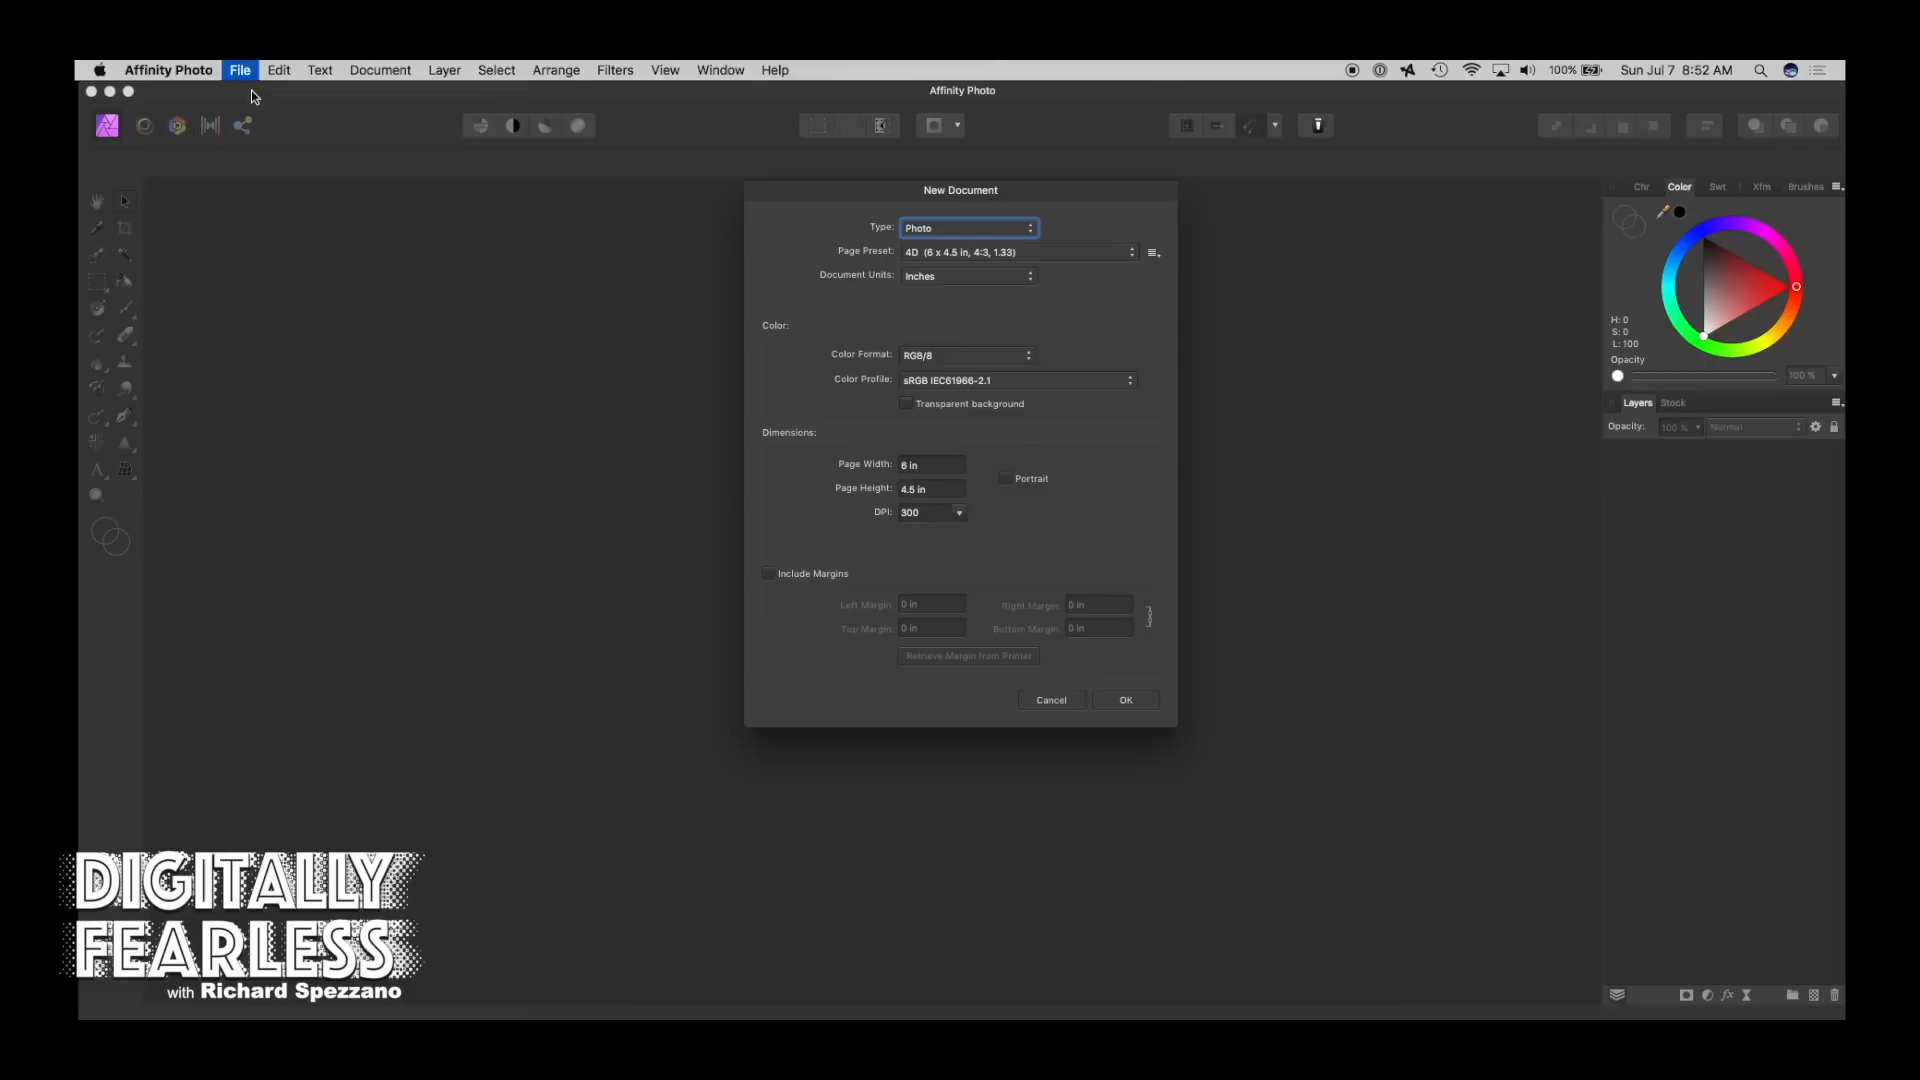 Affinity Photo File Edit Text Document Layer Select Arrange Filters View Window Help 100% Sun Jul 7 8:52 AM
Affinity Photo
New Document
Type: Photo
Page Preset: 4D (6 x 4.5 in, 4:3, 1.33)
Document Units: Inches
Color:
Color Format: RGB/8
Color Profile: sRGB IEC61966-2.1
Transparent background
Dimensions:
Page Width: 6 in
Page Height: 4.5 in
Portrait
DPI: 300
Include Margins
Left Margin: 0 in Right Margin: 0 in
Top Margin: 0 in Bottom Margin: 0 in
Retrieve Margin from Printer
Cancel OK
Chr Color Swt Xfm Brushes
H: 0
S: 0
L: 100
Opacity
100 %
Layers Stock
Opacity: 100 % Normal
fx
DIGITALLY
FEARLESS
with Richard Spezzano